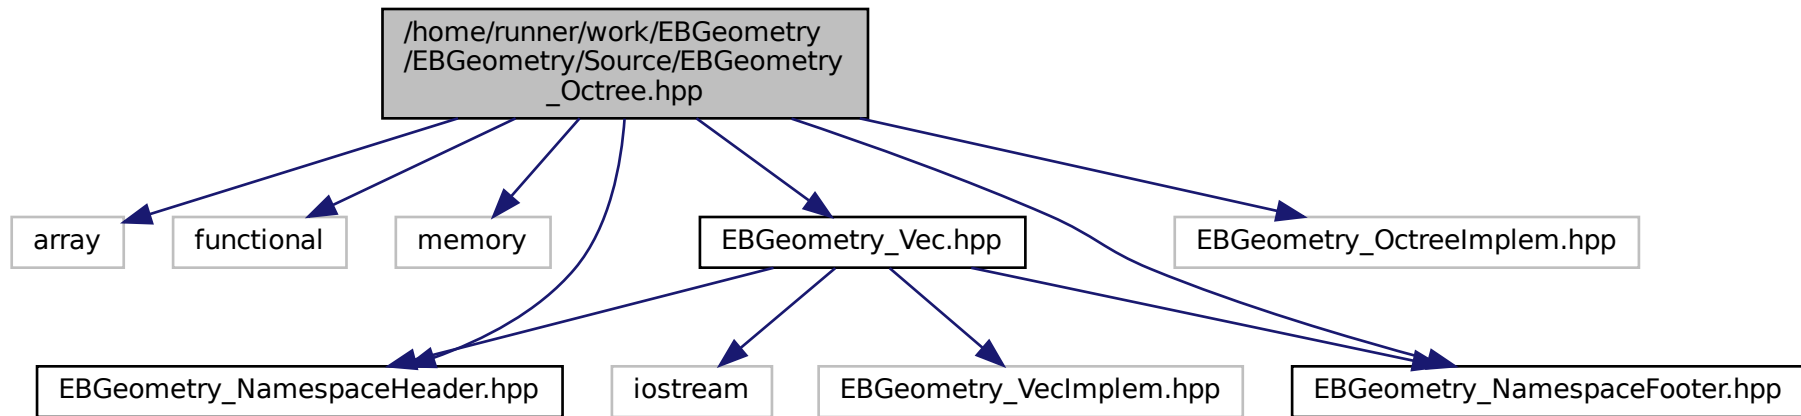 /home/runner/work/EBGeometry
/EBGeometry/Source/EBGeometry
_Octree.hpp
array
functional
memory
EBGeometry_Vec.hpp
EBGeometry_OctreeImplem.hpp
EBGeometry_NamespaceHeader.hpp
iostream
EBGeometry_VecImplem.hpp
EBGeometry_NamespaceFooter.hpp